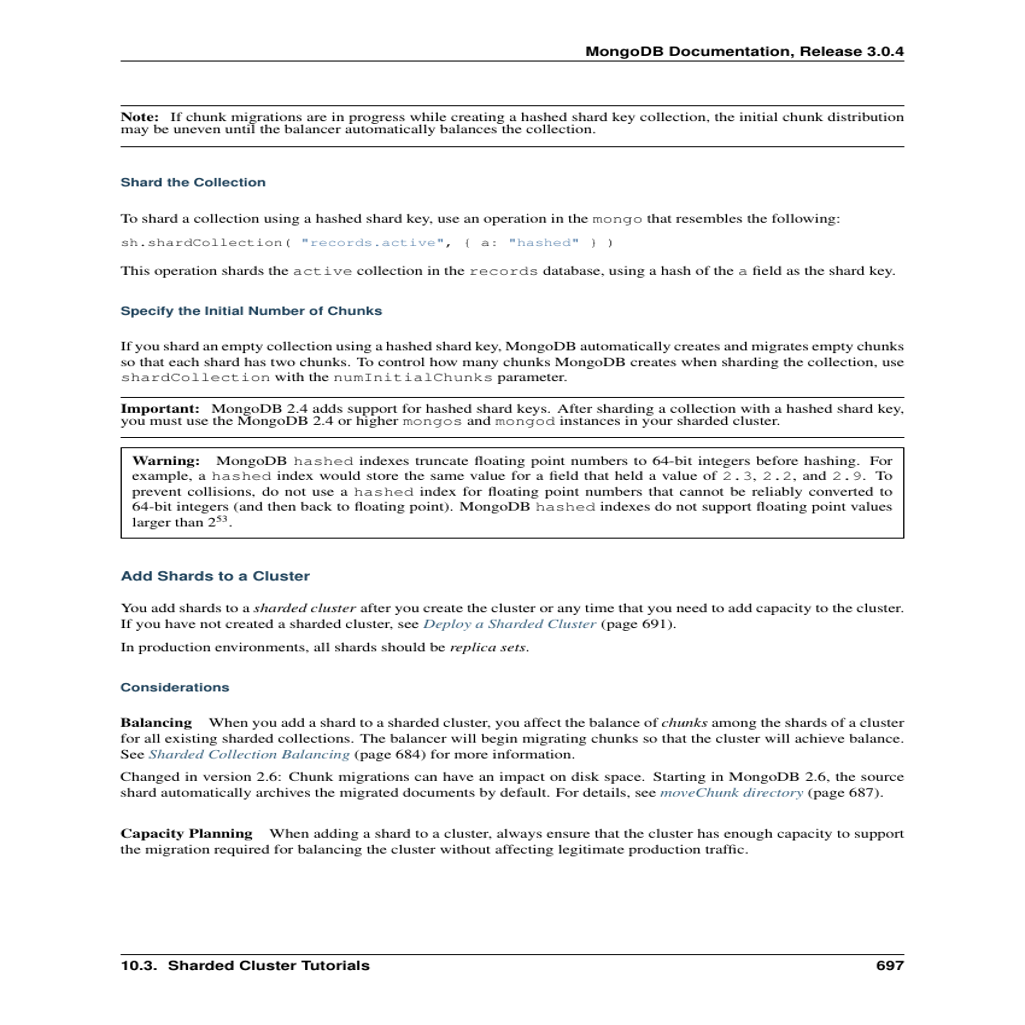 MongoDB Documentation, Release 3.0.4
Note: If chunk migrations are in progress while creating a hashed shard key collection, the initial chunk distribution
may be uneven until the balancer automatically balances the collection.
Shard the Collection
To shard a collection using a hashed shard key, use an operation in the mongo that resembles the following:
sh.shardCollection( "records.active", { a: "hashed" } )
This operation shards the active collection in the records database, using a hash of the a field as the shard key.
Specify the Initial Number of Chunks
If you shard an empty collection using a hashed shard key, MongoDB automatically creates and migrates empty chunks
so that each shard has two chunks. To control how many chunks MongoDB creates when sharding the collection, use
shardCollection with the numInitialChunks parameter.
Important: MongoDB 2.4 adds support for hashed shard keys. After sharding a collection with a hashed shard key,
you must use the MongoDB 2.4 or higher mongos and mongod instances in your sharded cluster.
Warning: MongoDB hashed indexes truncate floating point numbers to 64-bit integers before hashing. For
example, a hashed index would store the same value for a field that held a value of 2.3, 2.2, and 2.9. To
prevent collisions, do not use a hashed index for floating point numbers that cannot be reliably converted to
64-bit integers (and then back to floating point). MongoDB hashed indexes do not support floating point values
larger than 2⁵³.
Add Shards to a Cluster
You add shards to a sharded cluster after you create the cluster or any time that you need to add capacity to the cluster.
If you have not created a sharded cluster, see Deploy a Sharded Cluster (page 691).
In production environments, all shards should be replica sets.
Considerations
Balancing When you add a shard to a sharded cluster, you affect the balance of chunks among the shards of a cluster
for all existing sharded collections. The balancer will begin migrating chunks so that the cluster will achieve balance.
See Sharded Collection Balancing (page 684) for more information.
Changed in version 2.6: Chunk migrations can have an impact on disk space. Starting in MongoDB 2.6, the source
shard automatically archives the migrated documents by default. For details, see moveChunk directory (page 687).
Capacity Planning When adding a shard to a cluster, always ensure that the cluster has enough capacity to support
the migration required for balancing the cluster without affecting legitimate production traffic.
10.3. Sharded Cluster Tutorials 697